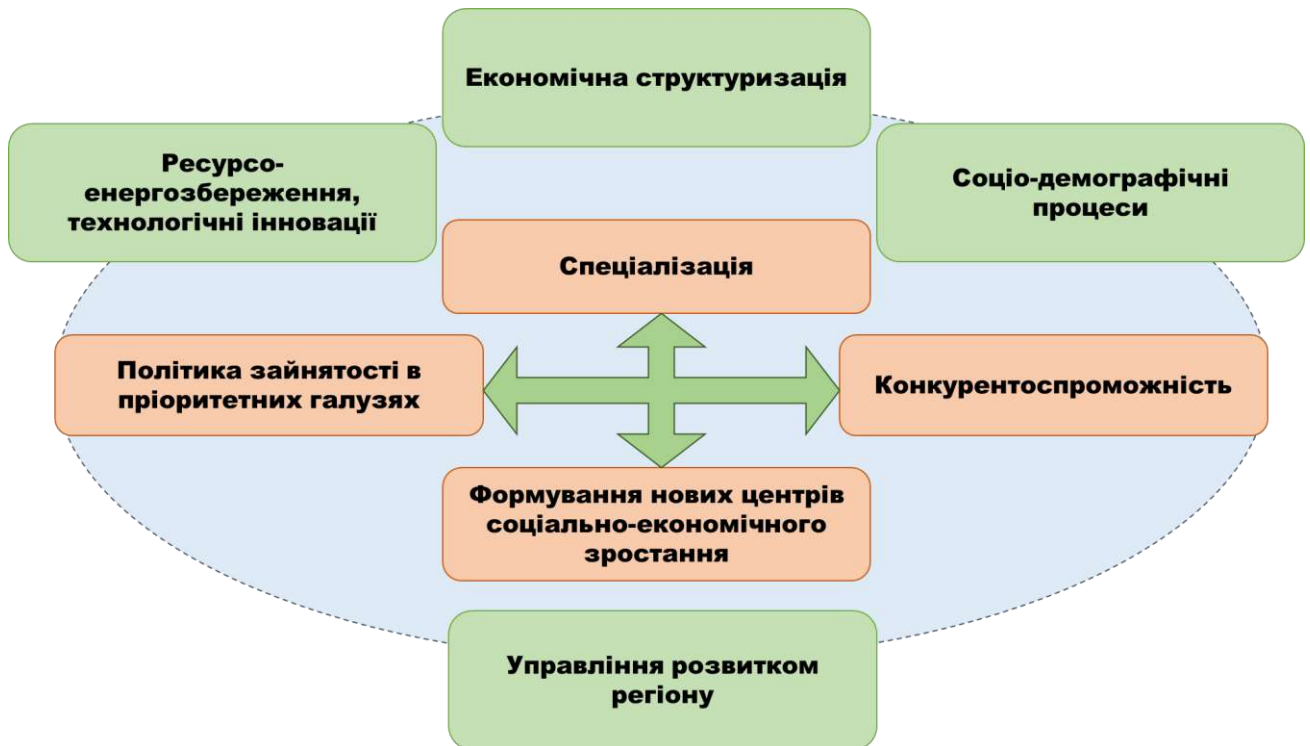 Економічна структуризація
Ресурсо-
енергозбереження,
технологічні інновації
Соціо-демографічні
процеси
Спеціалізація
Політика зайнятості в
пріоритетних галузях
Конкурентоспроможність
Формування нових центрів
соціально-економічного
зростання
Управління розвитком
регіону